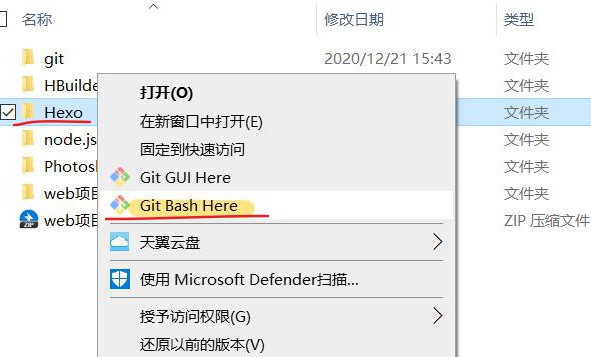 名称 修改日期
git 2020/12/21 15:43 文件夹
HBuilde 文件夹
打开(O)
Hexo 文件夹
在新窗口中打开(E)
node.js 文件夹
固定到快速访问
Photosh 文件夹
Git GUI Here
web项目 文件夹
Git Bash Here
web项目 ZIP 压缩文件
ZIP
天翼云盘
使用 Microsoft Defender扫描...
授予访问权限(G)
还原以前的版本(V)